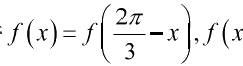 f(x) = f(2π/3 − x), f(x